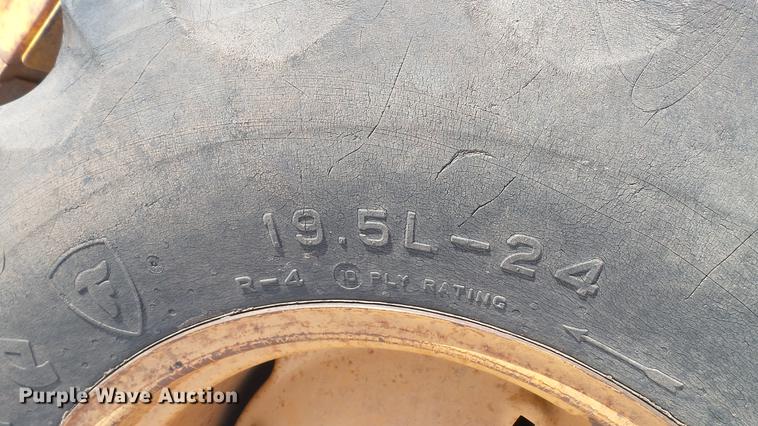 19.5L-24
R-4 10 PLY RATING
Purple Wave Auction